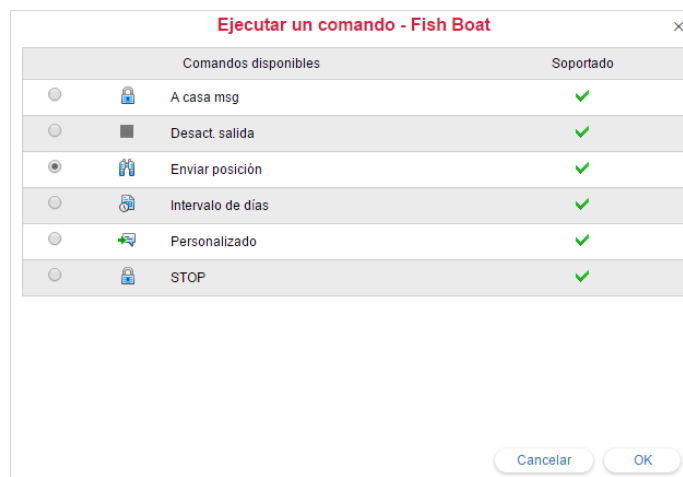 Ejecutar un comando - Fish Boat
Comandos disponibles Soportado
A casa msg
Desact. salida
Enviar posición
Intervalo de días
Personalizado
STOP
Cancelar OK